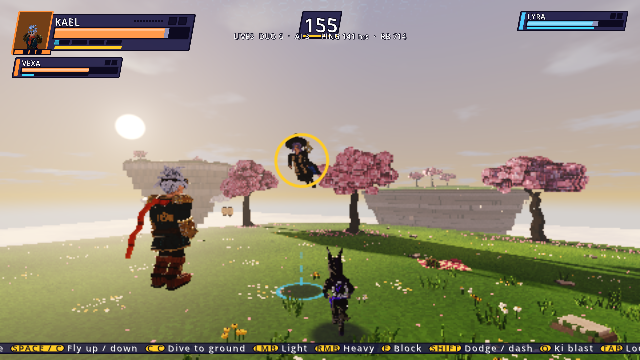 KAEL
155
LYRA
VEXA
SPACE / C Fly up / down C Dive to ground LMB Light RMB Heavy F Block SHIFT Dodge / dash Ki blast TAB Lo